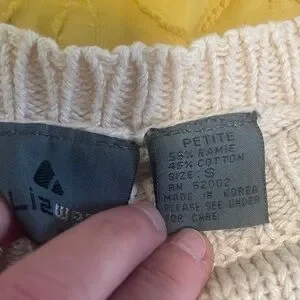 Liz
PETITE
55% RAMIE
45% COTTON
SIZE: S
RN 52002
MADE IN KOREA
PLEASE SEE UNDER
FOR CARE